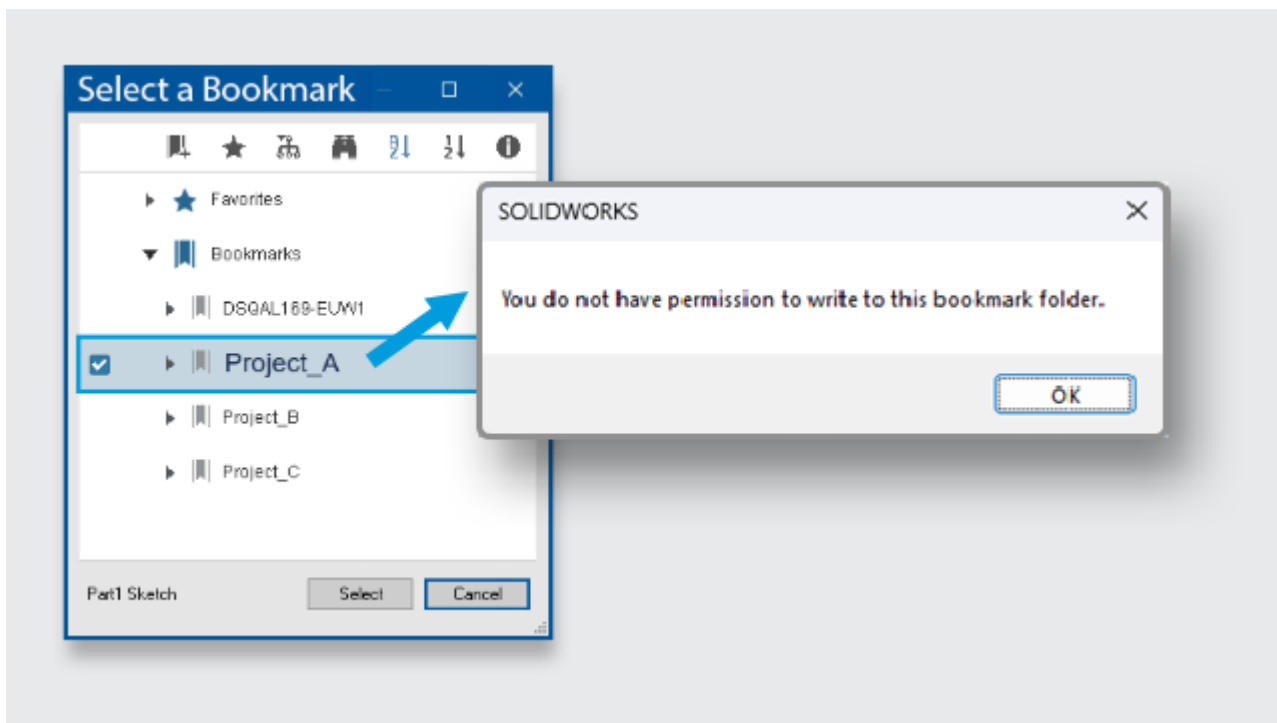 Select a Bookmark
Favorites
Bookmarks
DSQAL169-EUW1
Project_A
Project_B
Project_C
Part1 Sketch
Select
Cancel
SOLIDWORKS
You do not have permission to write to this bookmark folder.
OK